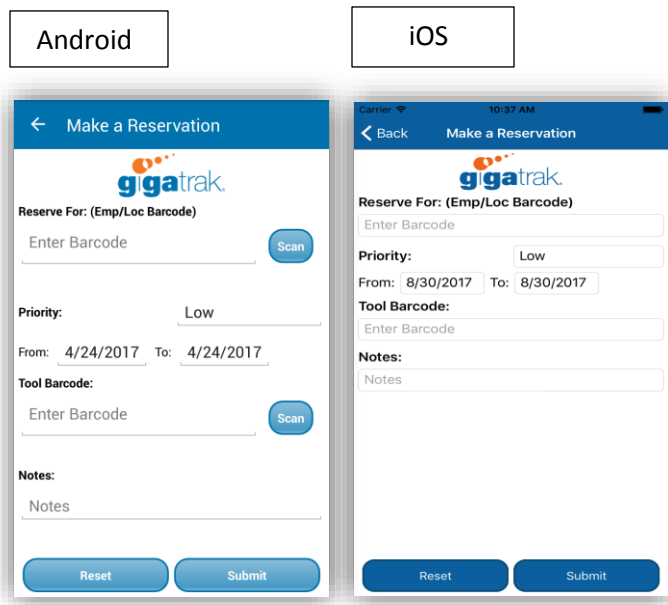 Android
iOS
← Make a Reservation
gigatrak.
Reserve For: (Emp/Loc Barcode)
Enter Barcode
Scan
Priority:
Low
From: 4/24/2017 To: 4/24/2017
Tool Barcode:
Enter Barcode
Scan
Notes:
Notes
Reset Submit
Carrier 10:37 AM
Back Make a Reservation
gigatrak.
Reserve For: (Emp/Loc Barcode)
Enter Barcode
Priority: Low
From: 8/30/2017 To: 8/30/2017
Tool Barcode:
Enter Barcode
Notes:
Notes
Reset Submit